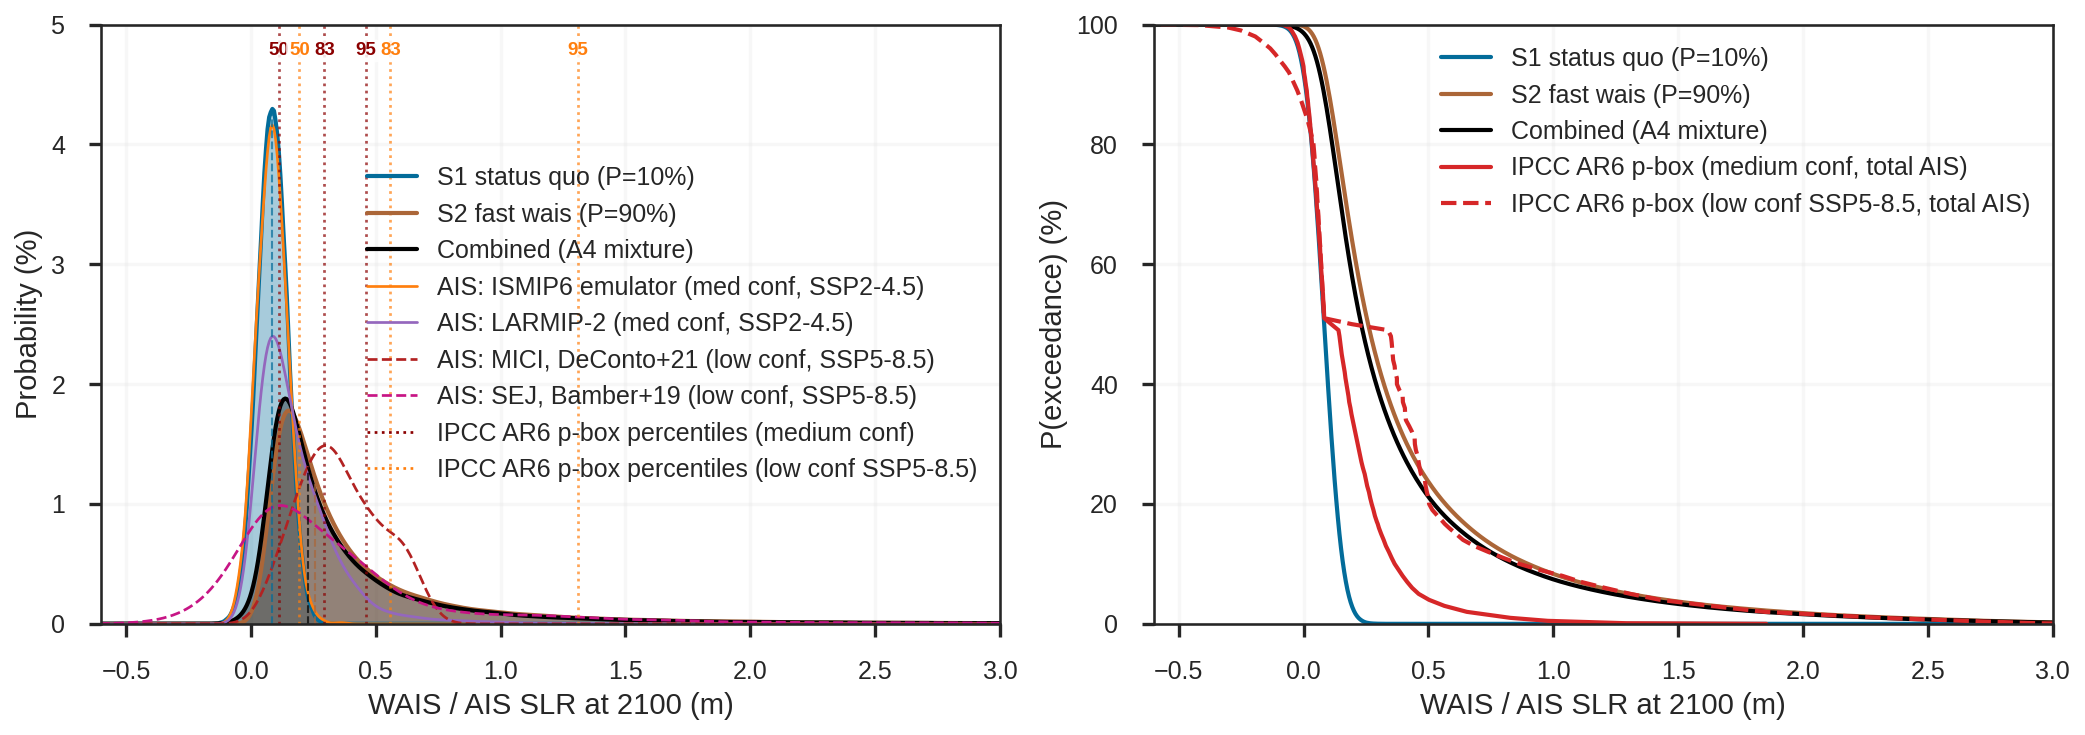 5
4
3
2
1
0
Probability (%)
50
50
83
95
83
95
S1 status quo (P=10%)
S2 fast wais (P=90%)
Combined (A4 mixture)
AIS: ISMIP6 emulator (med conf, SSP2-4.5)
AIS: LARMIP-2 (med conf, SSP2-4.5)
AIS: MICI, DeConto+21 (low conf, SSP5-8.5)
AIS: SEJ, Bamber+19 (low conf, SSP5-8.5)
IPCC AR6 p-box percentiles (medium conf)
IPCC AR6 p-box percentiles (low conf SSP5-8.5)
−0.5 0.0 0.5 1.0 1.5 2.0 2.5 3.0
WAIS / AIS SLR at 2100 (m)
100
80
60
40
20
0
P(exceedance) (%)
S1 status quo (P=10%)
S2 fast wais (P=90%)
Combined (A4 mixture)
IPCC AR6 p-box (medium conf, total AIS)
IPCC AR6 p-box (low conf SSP5-8.5, total AIS)
−0.5 0.0 0.5 1.0 1.5 2.0 2.5 3.0
WAIS / AIS SLR at 2100 (m)